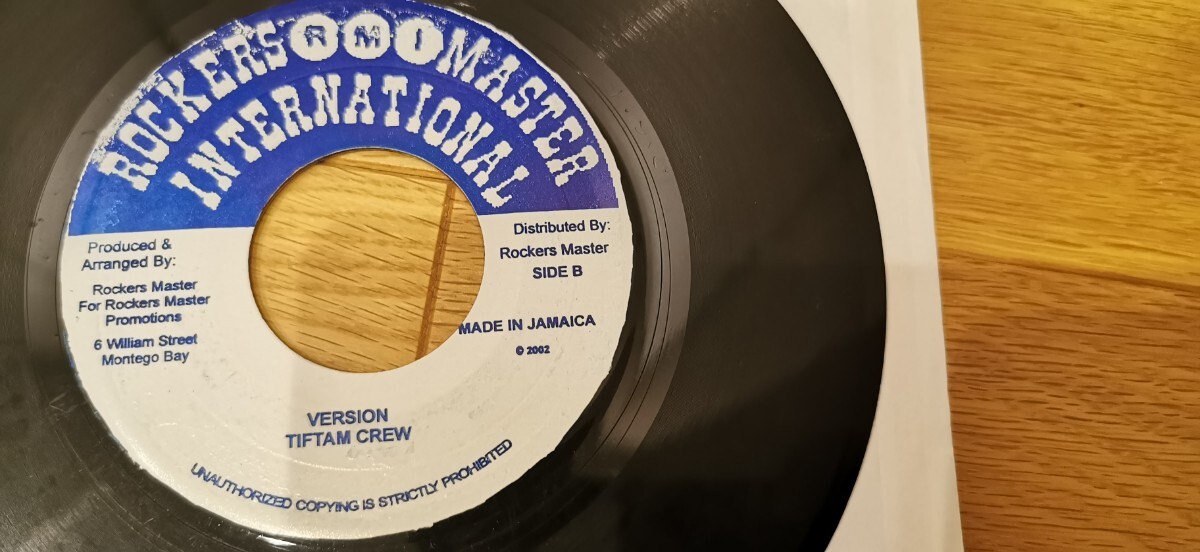 ROCKERS RMI MASTER
INTERNATIONAL
Produced &
Arranged By:
Rockers Master
For Rockers Master
Promotions
6 William Street
Montego Bay
Distributed By:
Rockers Master
SIDE B
MADE IN JAMAICA
© 2002
VERSION
TIFTAM CREW
UNAUTHORIZED COPYING IS STRICTLY PROHIBITED